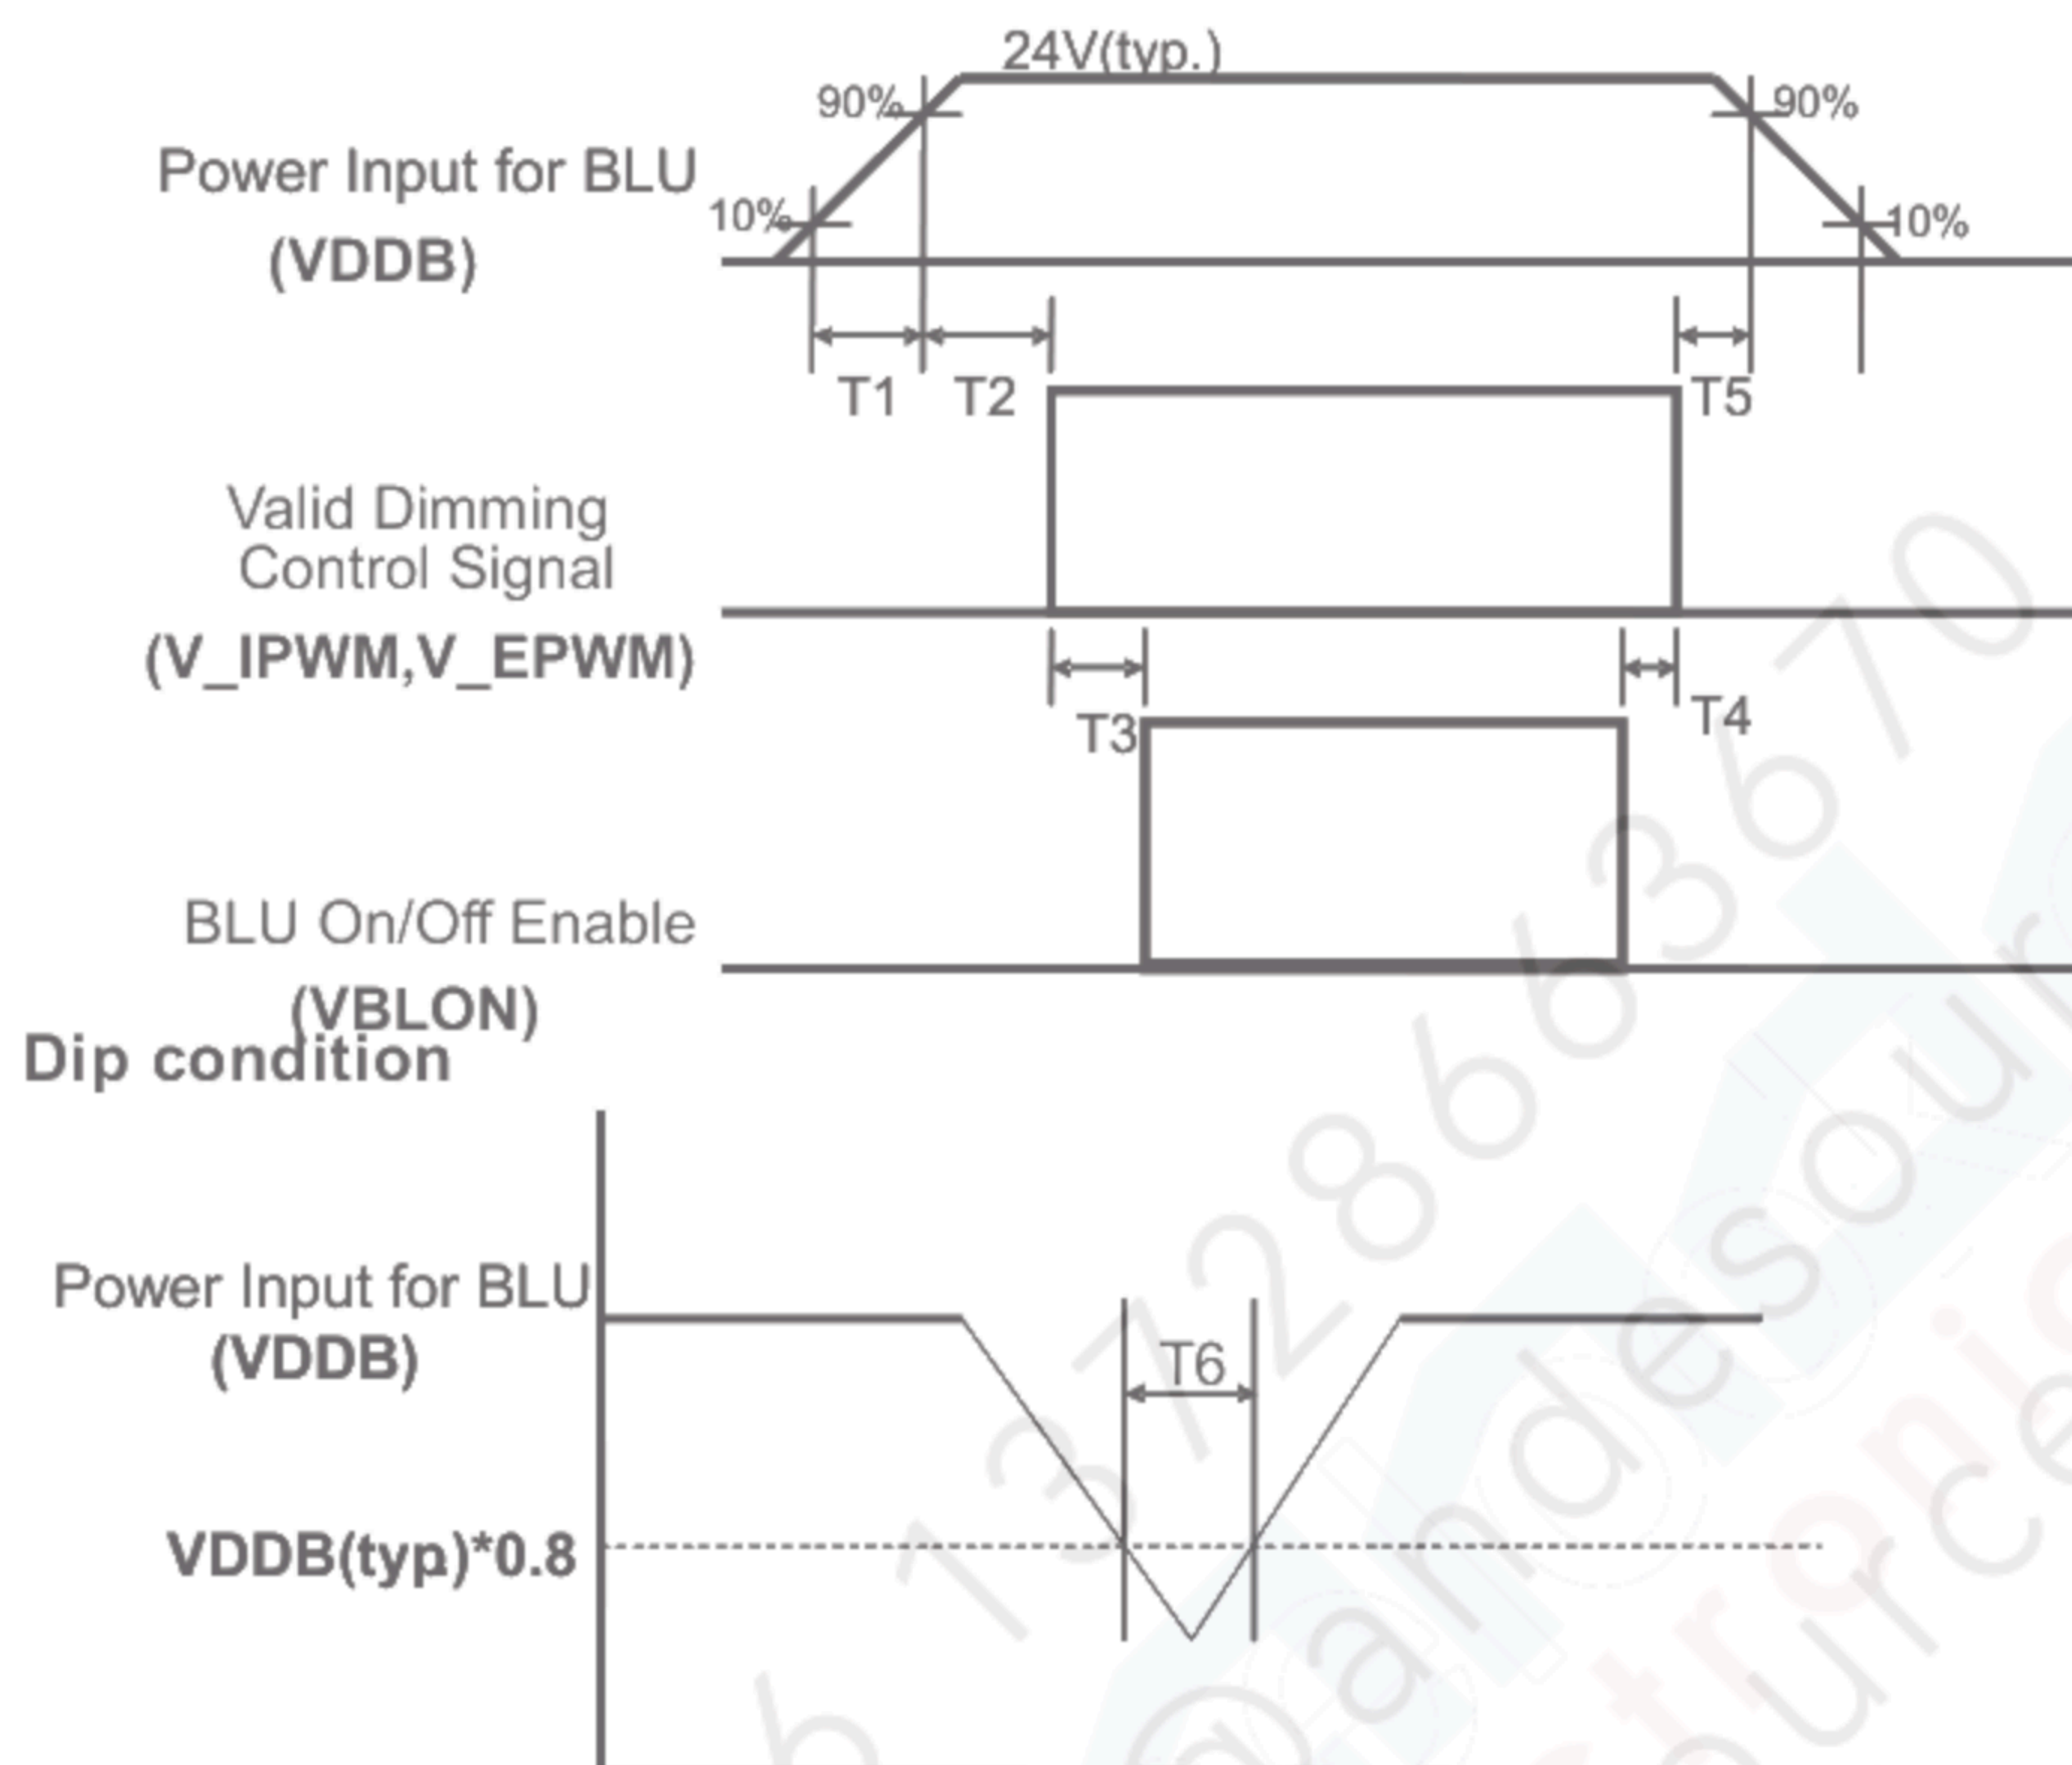 24V(typ.)
90%
90%
Power Input for BLU
10%
10%
(VDDB)
T1
T2
T5
Valid Dimming
Control Signal
(V_IPWM,V_EPWM)
T3
T4
BLU On/Off Enable
(VBLON)
Dip condition
Power Input for BLU
(VDDB)
T6
VDDB(typ)*0.8
13728663670